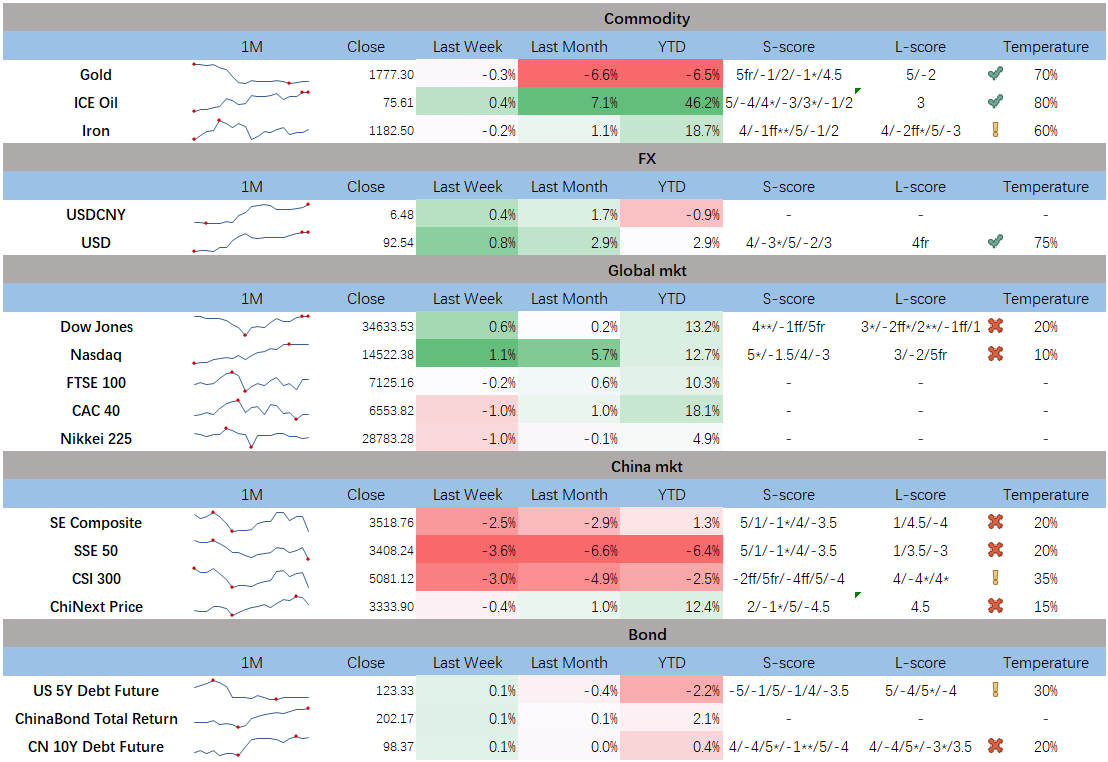 Commodity
1M Close Last Week Last Month YTD S-score L-score Temperature
Gold 1777.30 -0.3% -6.6% -6.5% 5fr/-1/2/-1*/4.5 5/-2 70%
ICE Oil 75.61 0.4% 7.1% 46.2% 5/-4/4*/-3/3*/-1/2 3 80%
Iron 1182.50 -0.2% 1.1% 18.7% 4/-1ff**/5/-1/2 4/-2ff*/5/-3 60%
FX
1M Close Last Week Last Month YTD S-score L-score Temperature
USDCNY 6.48 0.4% 1.7% -0.9% - - -
USD 92.54 0.8% 2.9% 2.9% 4/-3*/5/-2/3 4fr 75%
Global mkt
1M Close Last Week Last Month YTD S-score L-score Temperature
Dow Jones 34633.53 0.6% 0.2% 13.2% 4**/-1ff/5fr 3*/-2ff*/2**/-1ff/1 20%
Nasdaq 14522.38 1.1% 5.7% 12.7% 5*/-1.5/4/-3 3/-2/5fr 10%
FTSE 100 7125.16 -0.2% 0.6% 10.3% - - -
CAC 40 6553.82 -1.0% 1.0% 18.1% - - -
Nikkei 225 28783.28 -1.0% -0.1% 4.9% - - -
China mkt
1M Close Last Week Last Month YTD S-score L-score Temperature
SE Composite 3518.76 -2.5% -2.9% 1.3% 5/1/-1*/4/-3.5 1/4.5/-4 20%
SSE 50 3408.24 -3.6% -6.6% -6.4% 5/1/-1*/4/-3.5 1/3.5/-3 20%
CSI 300 5081.12 -3.0% -4.9% -2.5% -2ff/5fr/-4ff/5/-4 4/-4*/4* 35%
ChiNext Price 3333.90 -0.4% 1.0% 12.4% 2/-1*/5/-4.5 4.5 15%
Bond
1M Close Last Week Last Month YTD S-score L-score Temperature
US 5Y Debt Future 123.33 0.1% -0.4% -2.2% -5/-1/5/-1/4/-3.5 5/-4/5*/-4 30%
ChinaBond Total Return 202.17 0.1% 0.1% 2.1% - - -
CN 10Y Debt Future 98.37 0.1% 0.0% 0.4% 4/-4/5*/-1**/5/-4 4/-4/5*/-3*/3.5 20%